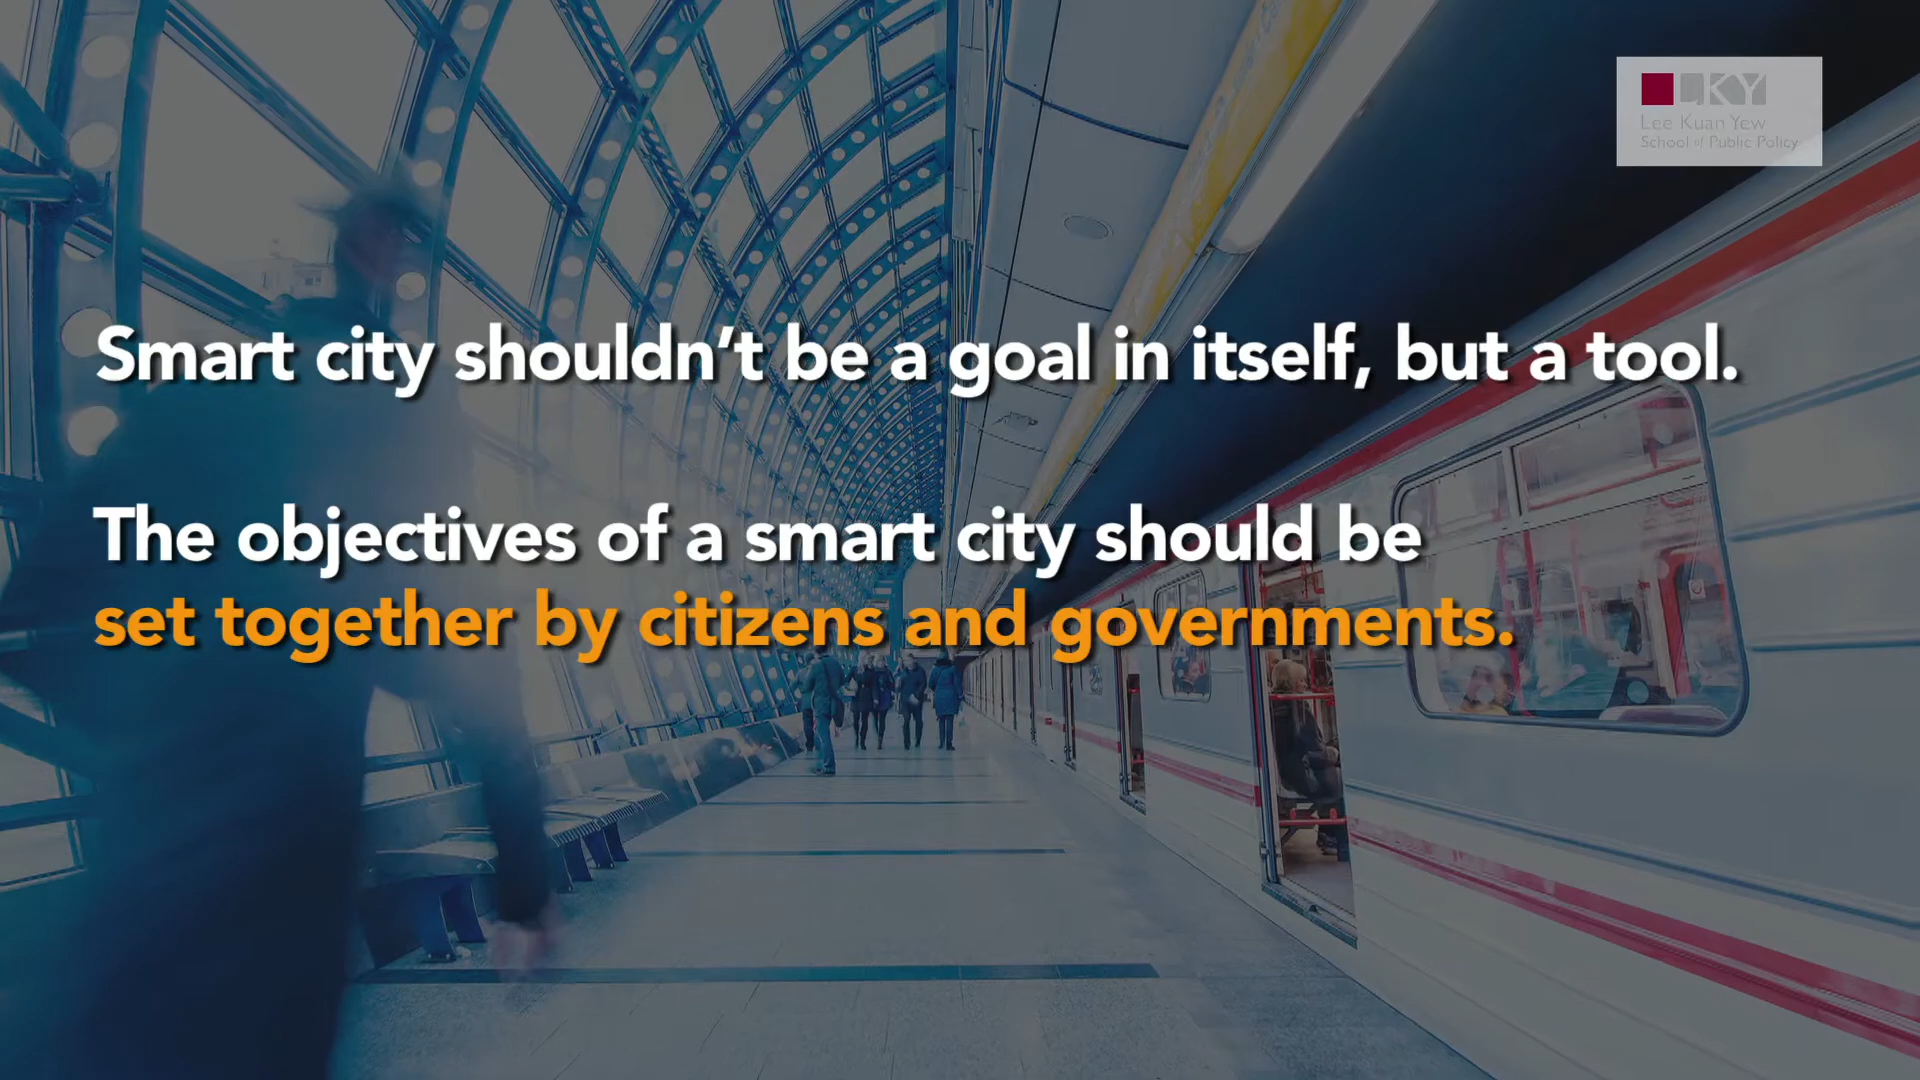 LKY
Lee Kuan Yew
School of Public Policy
Smart city shouldn’t be a goal in itself, but a tool.
The objectives of a smart city should be
set together by citizens and governments.